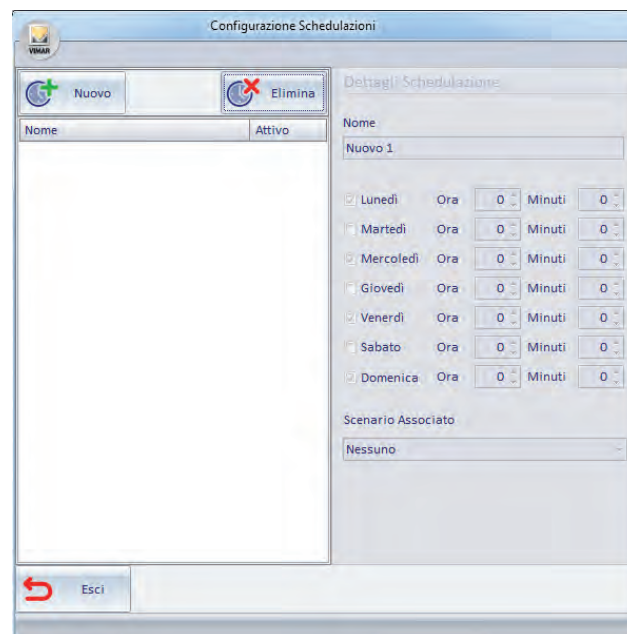 Configurazione Schedulazioni
VIMAR
Nuovo
Elimina
Nome Attivo
Dettagli Schedulazione
Nome
Nuovo 1
Lunedì Ora 0 Minuti 0
Martedì Ora 0 Minuti 0
Mercoledì Ora 0 Minuti 0
Giovedì Ora 0 Minuti 0
Venerdì Ora 0 Minuti 0
Sabato Ora 0 Minuti 0
Domenica Ora 0 Minuti 0
Scenario Associato
Nessuno
Esci